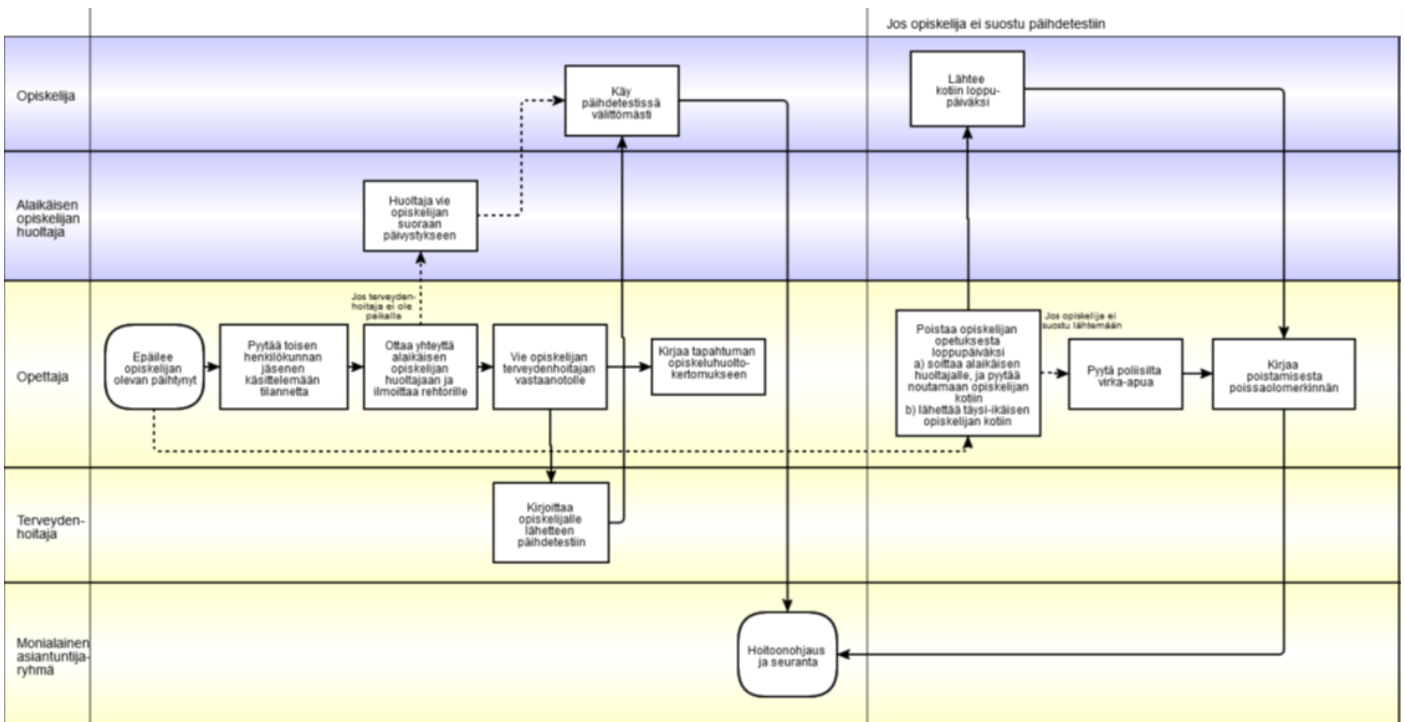 Jos opiskelija ei suostu päihdetestiin
Opiskelija
Käy
päihdetestissä
välittömästi
Lähtee
kotiin loppu-
päiväksi
Alaikäisen
opiskelijan
huoltaja
Huoltaja vie
opiskelijan
suoraan
päivystykseen
Opettaja
Epäilee
opiskelijan
olevan päihtynyt
Pyytää toisen
henkilökunnan
jäsenen
käsittelemään
tilannetta
Jos terveyden-
hoitaja ei ole
paikalla
Ottaa yhteyttä
alaikäisen
opiskelijan
huoltajaan ja
ilmoittaa rehtorille
Vie opiskelijan
terveydenhoitajan
vastaanotolle
Kirjaa tapahtuman
opiskeluhuolto-
kertomukseen
Poistaa opiskelijan
opetuksesta
loppupäiväksi
a) soittaa alaikäisen
huoltajalle, ja pyytää
noutamaan opiskelijan
kotiin
b) lähettää täysi-ikäisen
opiskelijan kotiin
Jos opiskelija ei
suostu lähtemään
Pyytä poliisilta
virka-apua
Kirjaa
poistamisesta
poissaolomerkinnän
Terveyden-
hoitaja
Kirjoittaa
opiskelijalle
lähetteen
päihdetestiin
Monialainen
asiantuntija-
ryhmä
Hoitoonohjaus
ja seuranta